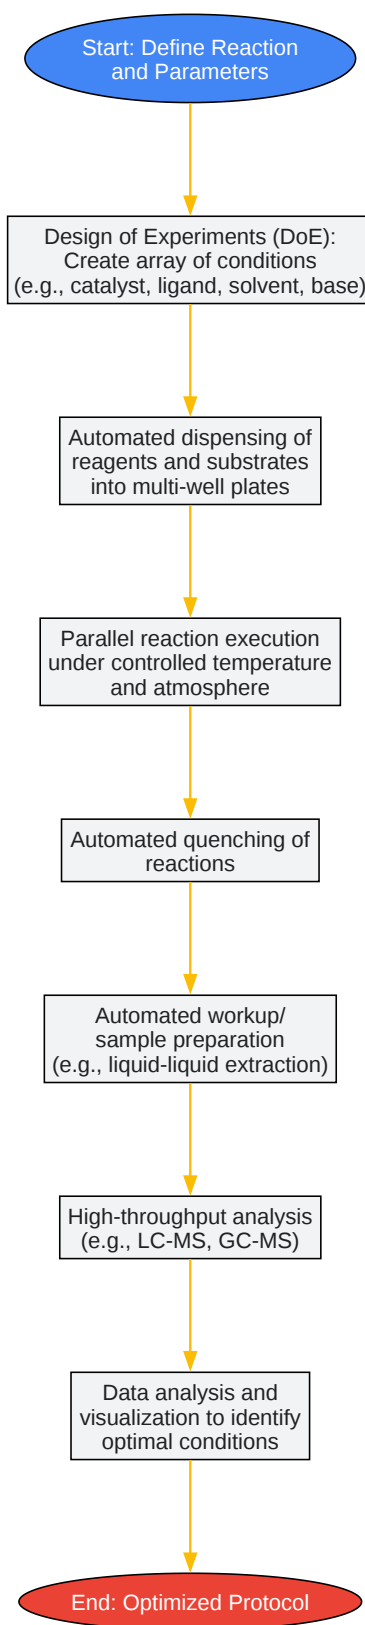 Start: Define Reaction
and Parameters
Design of Experiments (DoE):
Create array of conditions
(e.g., catalyst, ligand, solvent, base)
Automated dispensing of
reagents and substrates
into multi-well plates
Parallel reaction execution
under controlled temperature
and atmosphere
Automated quenching of
reactions
Automated workup/
sample preparation
(e.g., liquid-liquid extraction)
High-throughput analysis
(e.g., LC-MS, GC-MS)
Data analysis and
visualization to identify
optimal conditions
End: Optimized Protocol